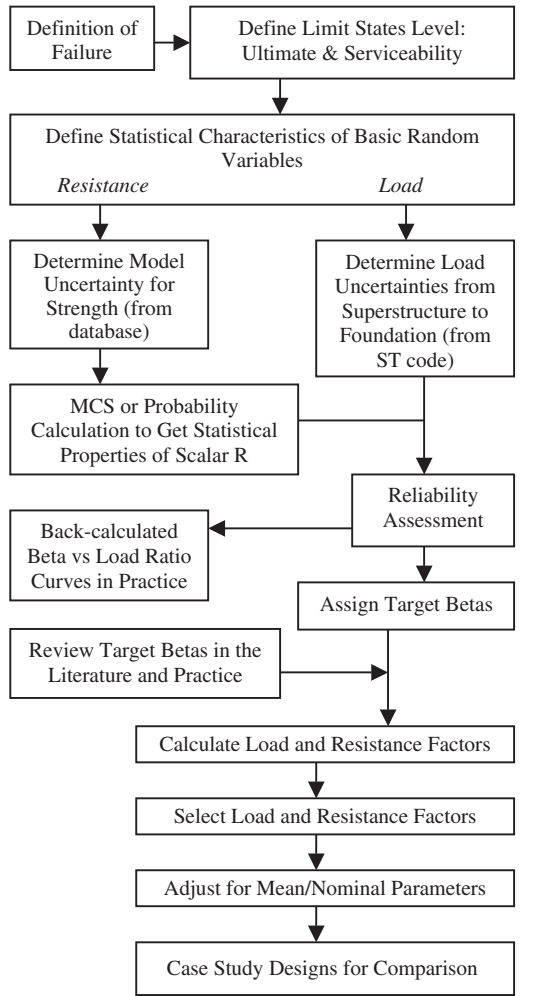 Definition of
Failure
Define Limit States Level:
Ultimate & Serviceability
Define Statistical Characteristics of Basic Random
Variables
Resistance
Load
Determine Model
Uncertainty for
Strength (from
database)
Determine Load
Uncertainties from
Superstructure to
Foundation (from
ST code)
MCS or Probability
Calculation to Get Statistical
Properties of Scalar R
Reliability
Assessment
Back-calculated
Beta vs Load Ratio
Curves in Practice
Assign Target Betas
Review Target Betas in the
Literature and Practice
Calculate Load and Resistance Factors
Select Load and Resistance Factors
Adjust for Mean/Nominal Parameters
Case Study Designs for Comparison